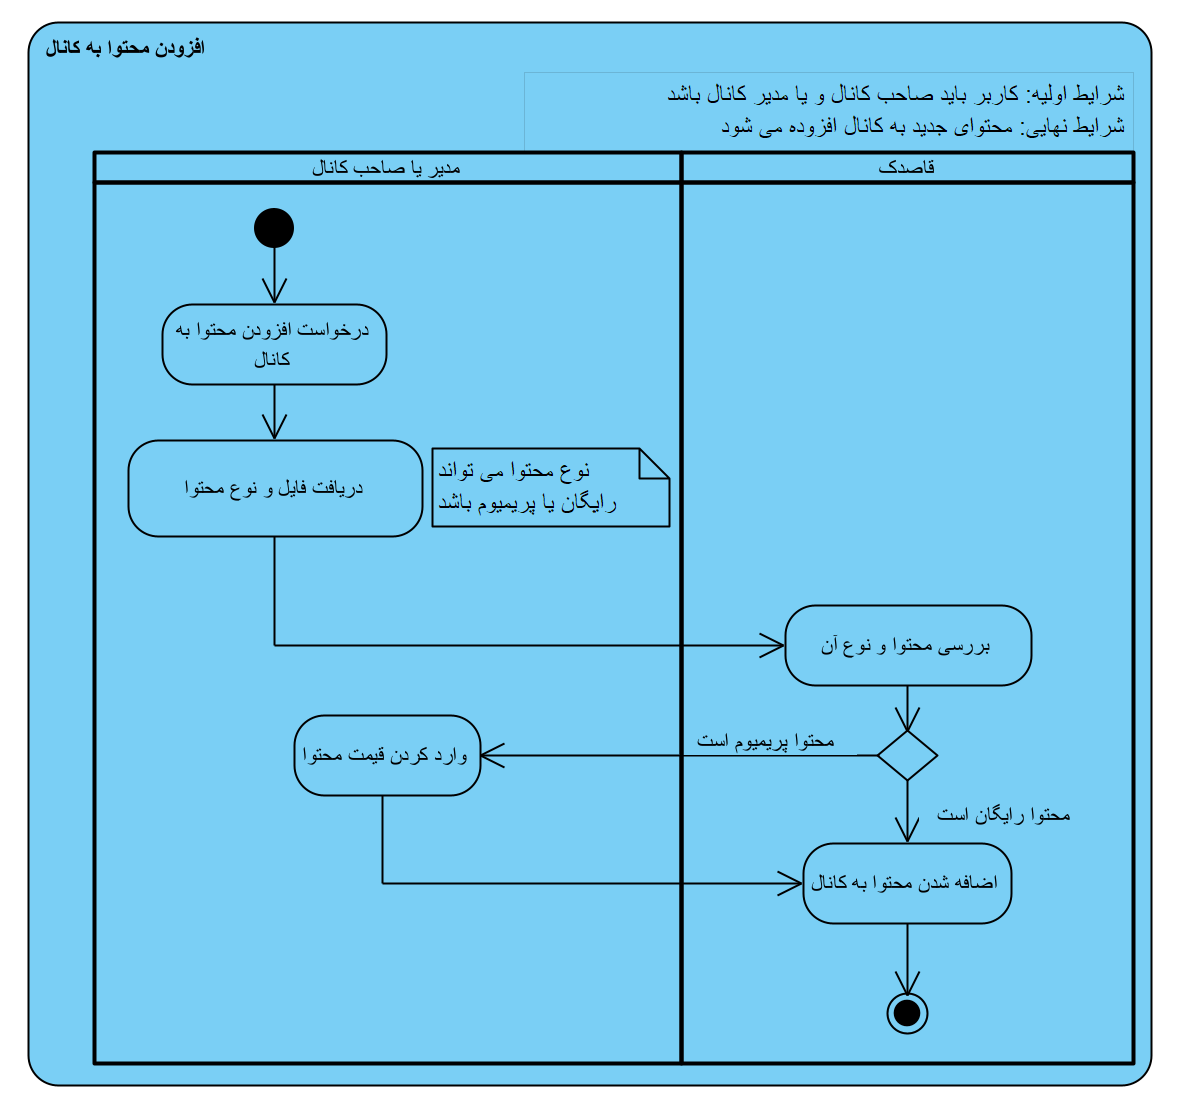 افزودن محتوا به کانال
شرایط اولیه: کاربر باید صاحب کانال و یا مدیر کانال باشد
شرایط نهایی: محتوای جدید به کانال افزوده می شود
مدیر یا صاحب کانال
قاصدک
درخواست افزودن محتوا به
کانال
دریافت فایل و نوع محتوا
نوع محتوا می تواند
رایگان یا پریمیوم باشد
بررسی محتوا و نوع آن
محتوا پریمیوم است
وارد کردن قیمت محتوا
محتوا رایگان است
اضافه شدن محتوا به کانال